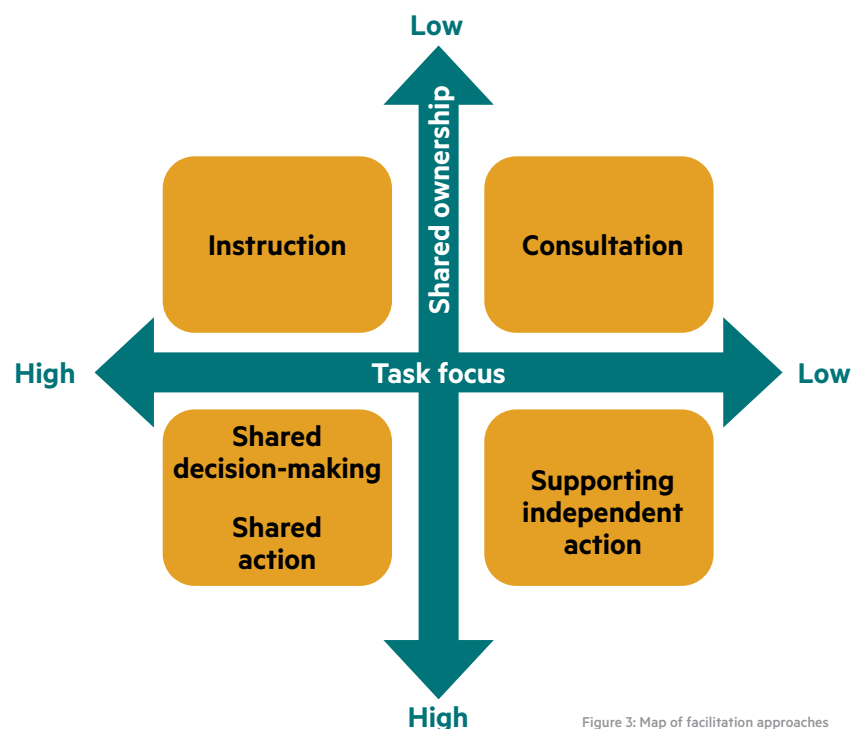 Low
Shared ownership
Instruction
Consultation
High
Task focus
Low
Shared
decision-making
Shared
action
Supporting
independent
action
High
Figure 3: Map of facilitation approaches